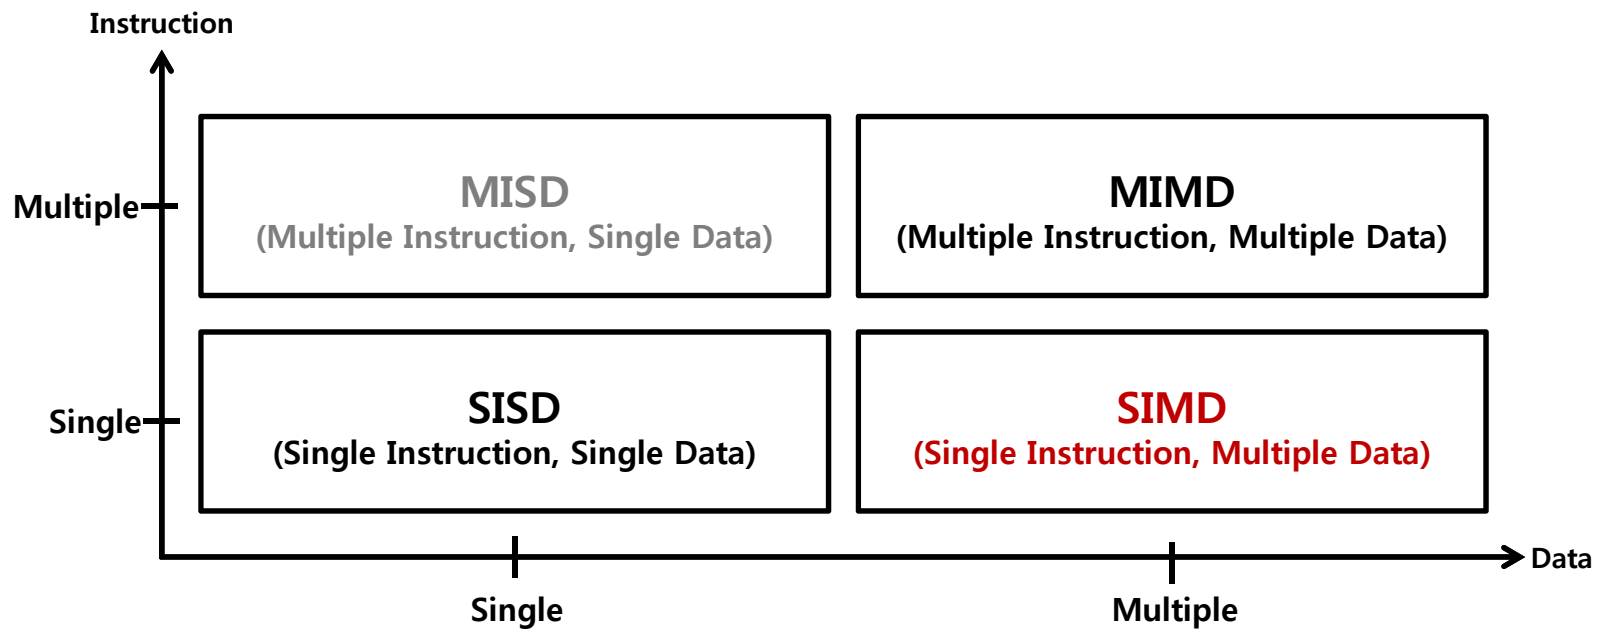 Instruction
Multiple
MISD
(Multiple Instruction, Single Data)
MIMD
(Multiple Instruction, Multiple Data)
Single
SISD
(Single Instruction, Single Data)
SIMD
(Single Instruction, Multiple Data)
Data
Single
Multiple